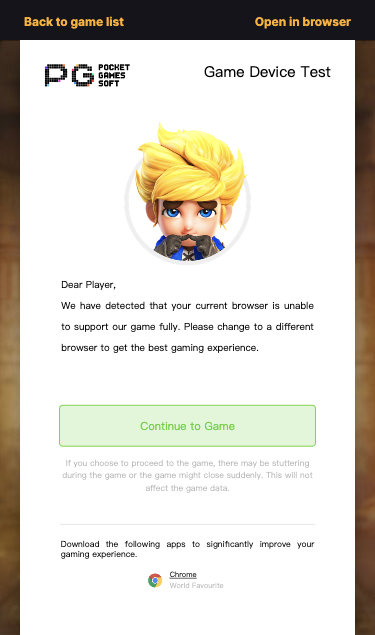 Back to game list
Open in browser
PG POCKET GAMES SOFT
Game Device Test
Dear Player,
We have detected that your current browser is unable
to support our game fully. Please change to a different
browser to get the best gaming experience.
Continue to Game
If you choose to proceed to the game, there may be stuttering
during the game or the game might close suddenly. This will not
affect the game data.
Download the following apps to significantly improve your
gaming experience.
Chrome
World Favourite